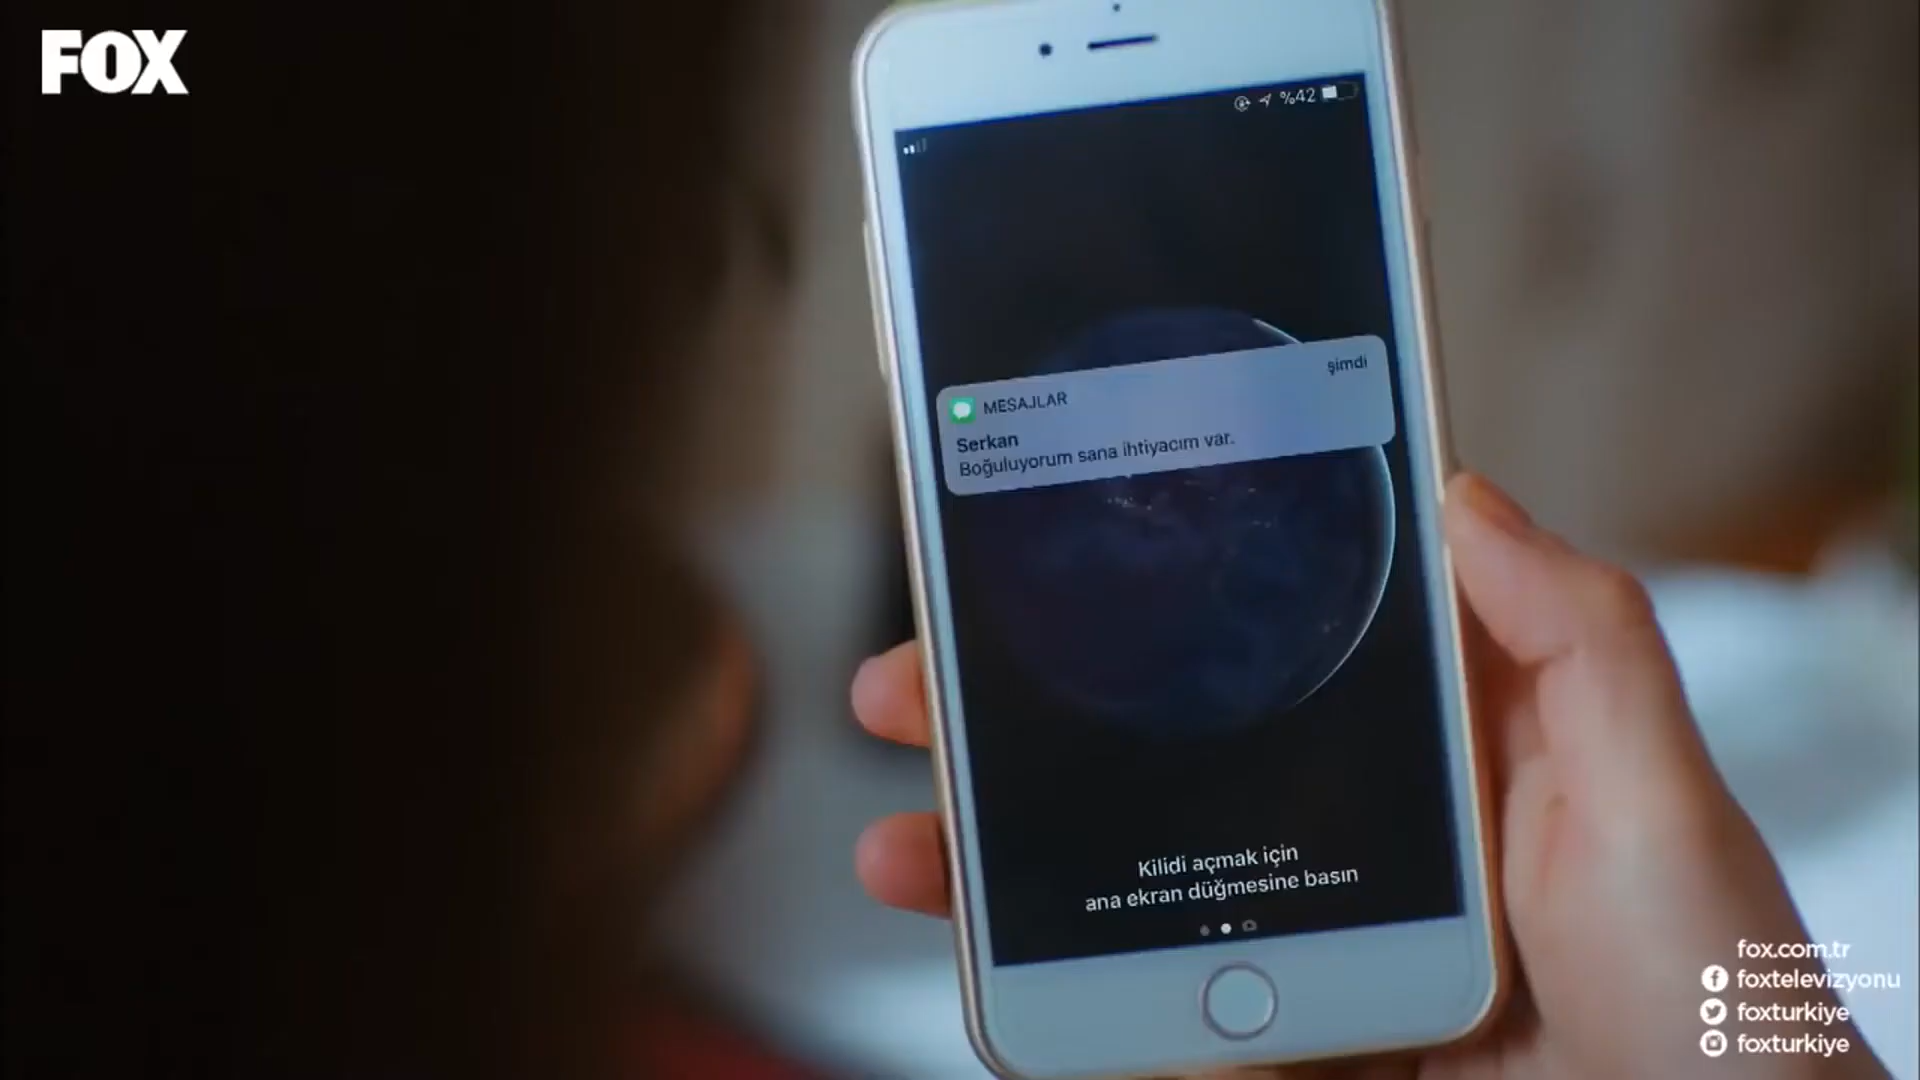 FOX
%42
şimdi
MESAJLAR
Serkan
Boğuluyorum sana ihtiyacım var.
Kilidi açmak için
ana ekran düğmesine basın
fox.com.tr
foxtelevizyonu
foxturkiye
foxturkiye